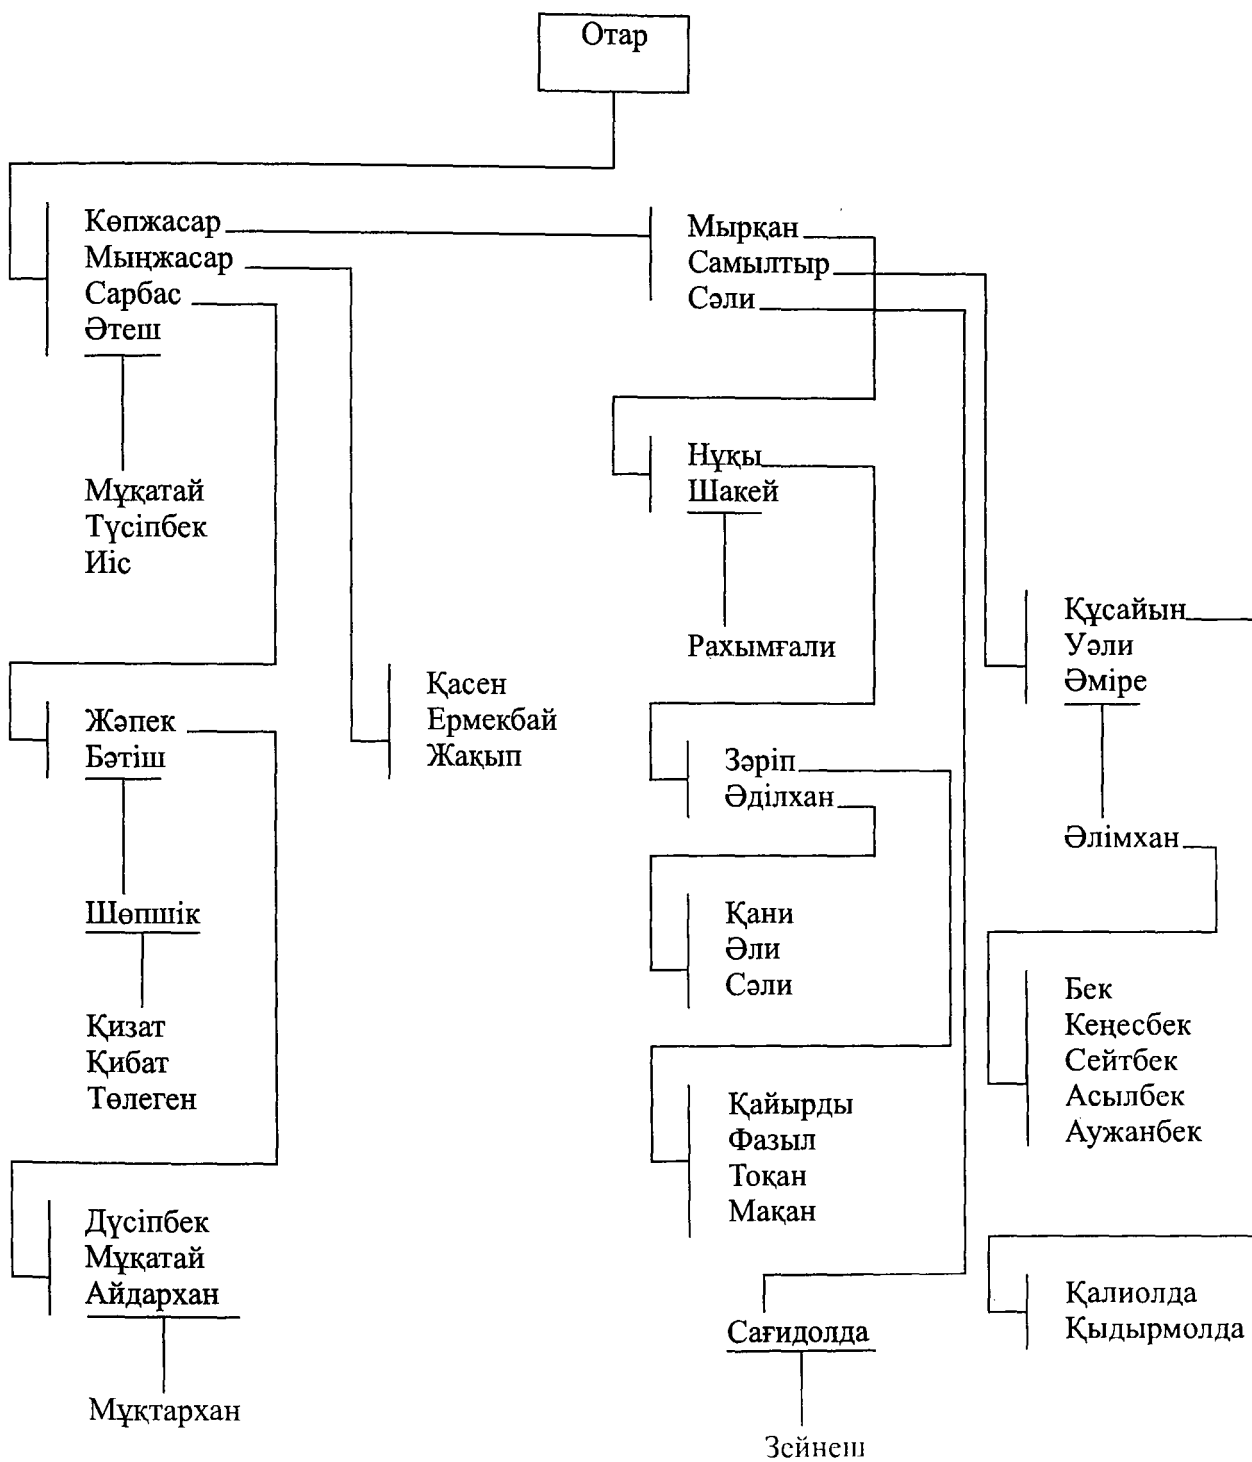 Отар
Көпжасар
Мыңжасар
Сарбас
Әтеш
Мырқан
Самылтыр
Сәли
Мұқатай
Түсіпбек
Иіс
Нұқы
Шакей
Рахымғали
Құсайын
Уәли
Әміре
Қасен
Ермекбай
Жақып
Жәпек
Бәтіш
Зәріп
Әділхан
Әлімхан
Шөпшік
Қани
Әли
Сәли
Қизат
Қибат
Төлеген
Бек
Кеңесбек
Сейтбек
Асылбек
Аужанбек
Қайырды
Фазыл
Тоқан
Мақан
Дүсіпбек
Мұқатай
Айдархан
Қалиолда
Қыдырмолда
Сағидолда
Мұқтархан
Зейнеш